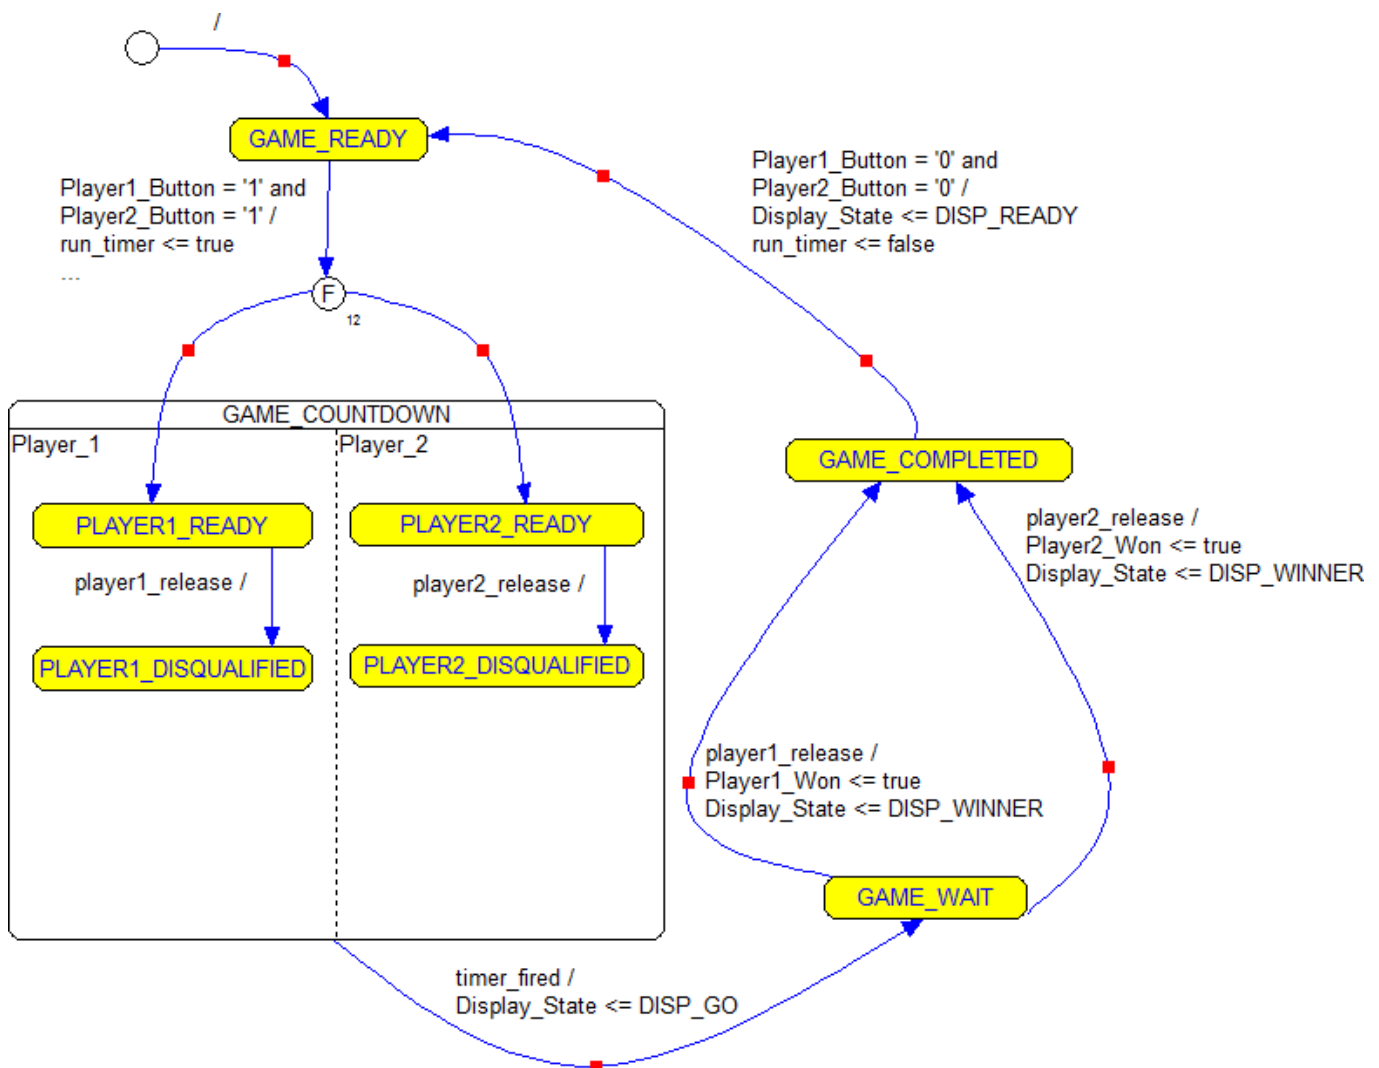 /
GAME_READY
Player1_Button = '1' and
Player2_Button = '1' /
run_timer <= true
...
Player1_Button = '0' and
Player2_Button = '0' /
Display_State <= DISP_READY
run_timer <= false
F
12
GAME_COUNTDOWN
Player_1
Player_2
GAME_COMPLETED
PLAYER1_READY
PLAYER2_READY
player2_release /
Player2_Won <= true
Display_State <= DISP_WINNER
player1_release /
player2_release /
PLAYER1_DISQUALIFIED
PLAYER2_DISQUALIFIED
player1_release /
Player1_Won <= true
Display_State <= DISP_WINNER
GAME_WAIT
timer_fired /
Display_State <= DISP_GO